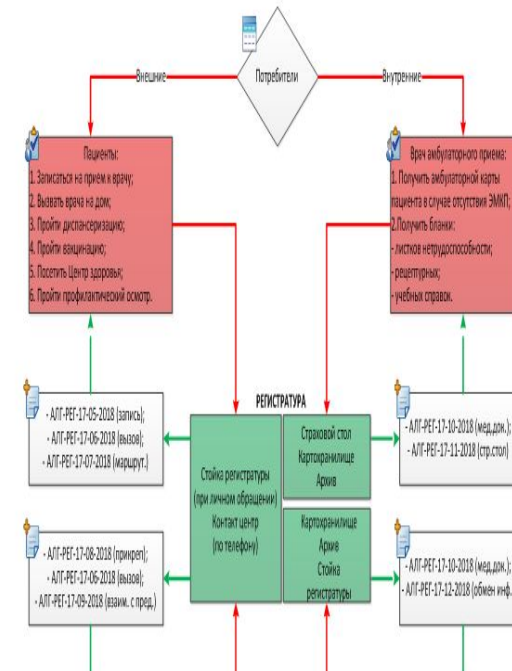 Внешние
Потребители
Внутренние
Пациенты:
1. Записаться на прием к врачу;
2. Вызвать врача на дом;
3. Пройти диспансеризацию;
4. Пройти вакцинацию;
5. Посетить Центр здоровья;
6. Пройти профилактический осмотр.
Врач амбулаторного приема:
1. Получить амбулаторной карты
пациента в случае отсутствия ЭМКП;
2.Получить бланки:
- листков нетрудоспособности;
- рецептурных;
- учебных справок.
- АЛГ-РЕГ-17-05-2018 (запись);
- АЛГ-РЕГ-17-06-2018 (вызов);
- АЛГ-РЕГ-17-07-2018 (маршрут.)
РЕГИСТРАТУРА
Стойка регистратуры
(при личном обращении)
Контакт центр
(по телефону)
Страховой стол
Картохранилище
Архив
- АЛГ-РЕГ-17-10-2018 (мед.док.);
- АЛГ-РЕГ-17-11-2018 (стр.стол)
- АЛГ-РЕГ-17-08-2018 (прикреп);
- АЛГ-РЕГ-17-06-2018 (вызов);
- АЛГ-РЕГ-17-09-2018 (взаим. с пред.)
Картохранилище
Архив
Стойка
регистратуры
- АЛГ-РЕГ-17-10-2018 (мед.док.);
- АЛГ-РЕГ-17-12-2018 (обмен инф.